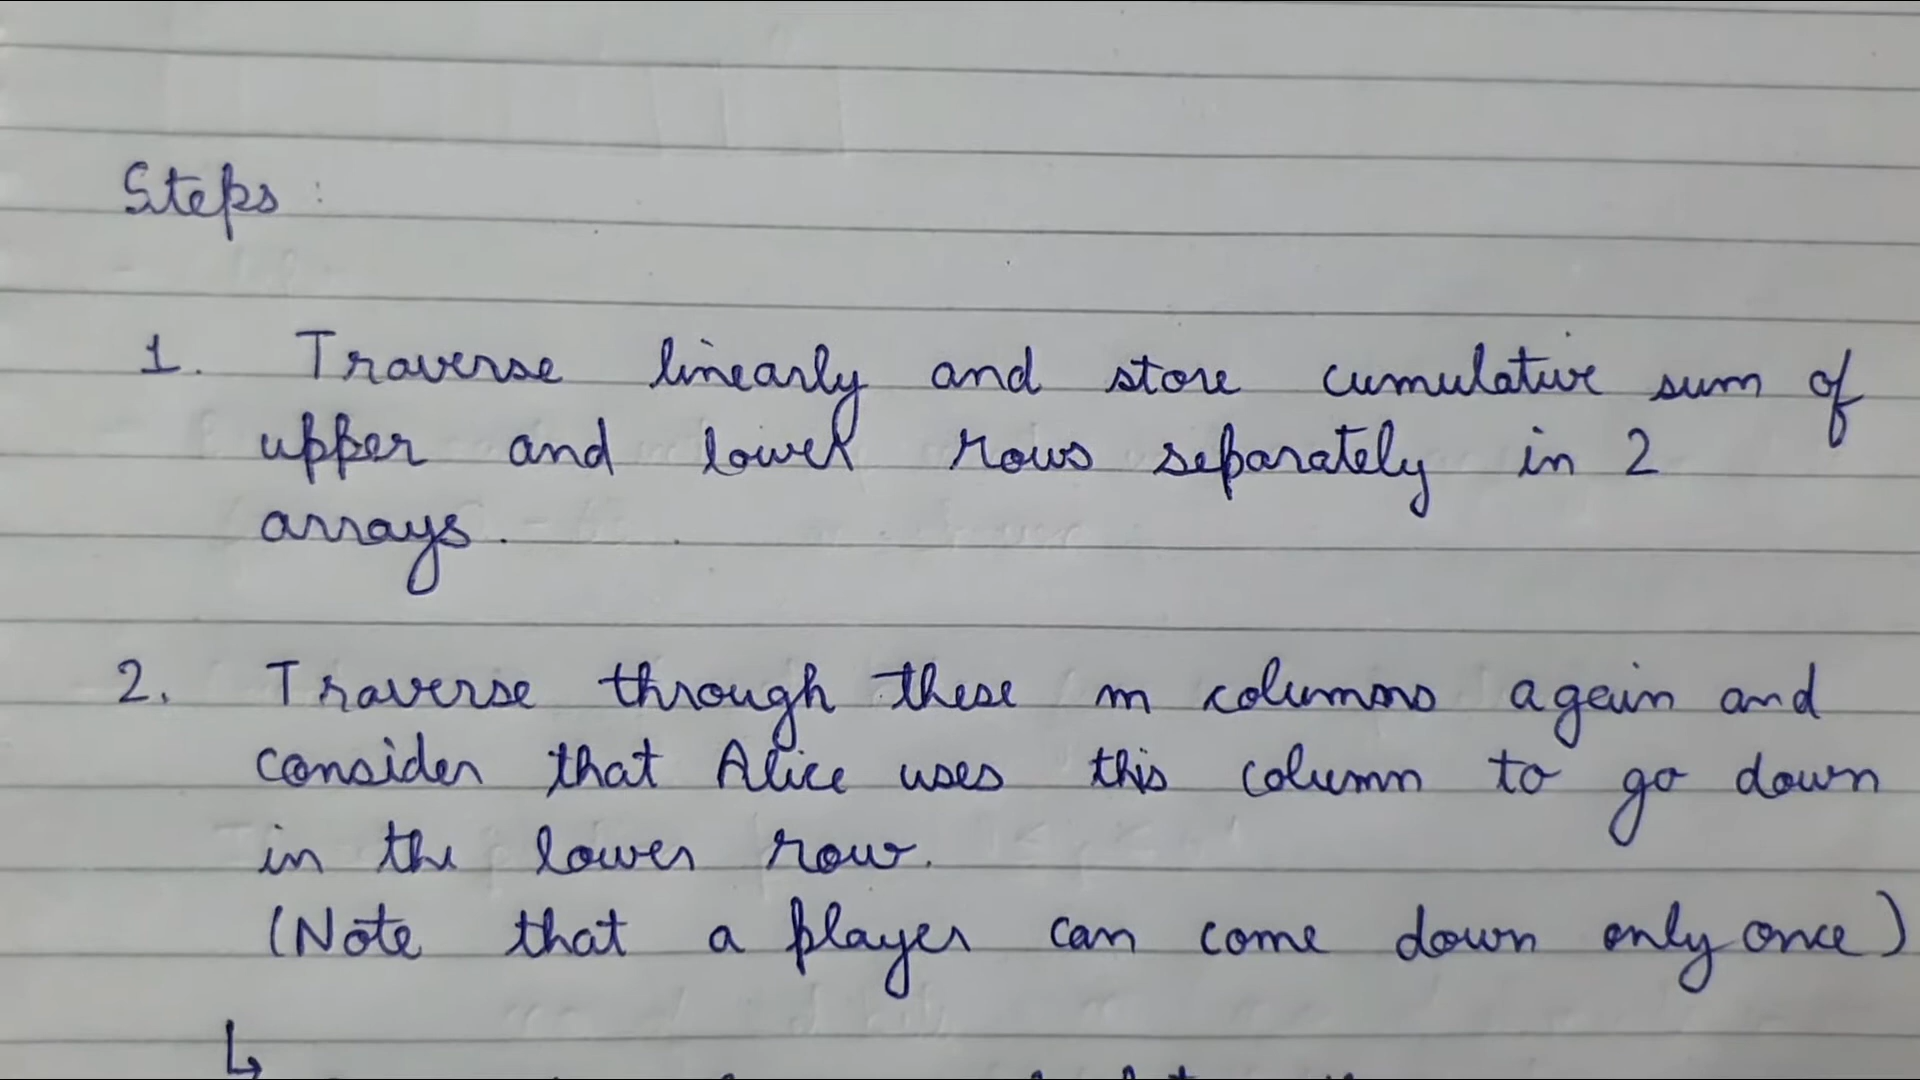 Steps :
1. Traverse linearly and store cumulative sum of
upper and lower rows separately in 2
arrays.
2. Traverse through these m columns again and
consider that Alice uses this column to go down
in the lower row.
(Note that a player can come down only once)
↳